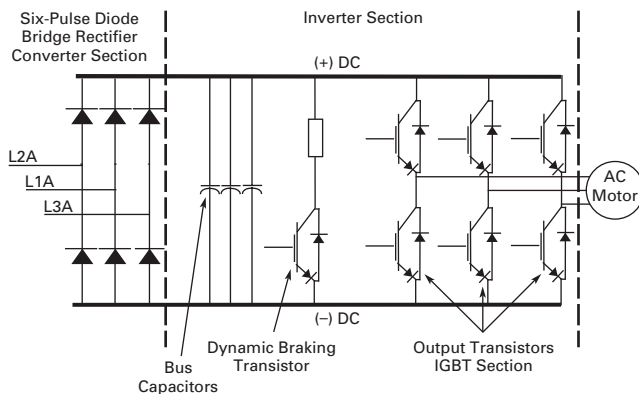 Six-Pulse Diode
Bridge Rectifier
Converter Section
Inverter Section
(+) DC
L2A
L1A
L3A
AC
Motor
(–) DC
Bus
Capacitors
Dynamic Braking
Transistor
Output Transistors
IGBT Section